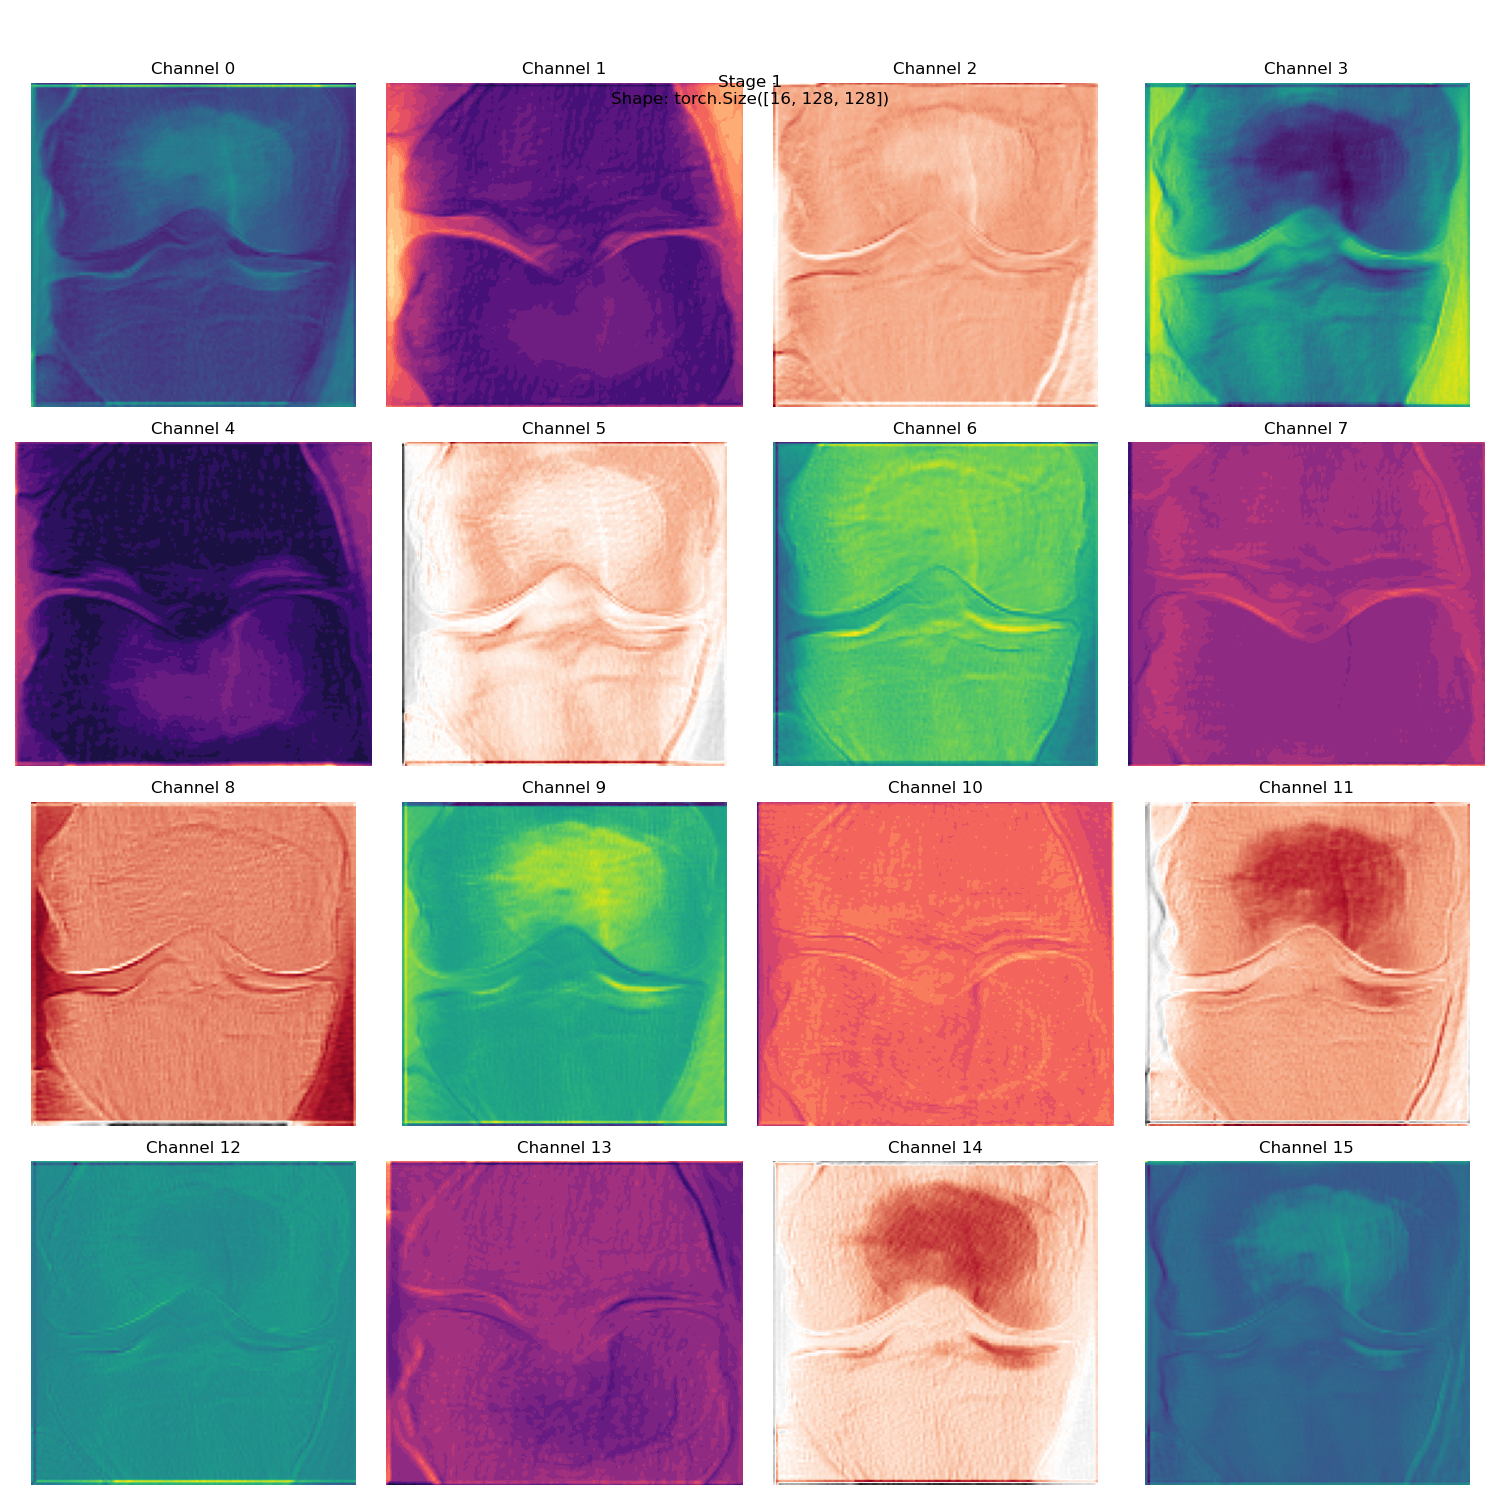 Channel 0
Channel 1
Channel 2
Channel 3
Stage 1
Shape: torch.Size([16, 128, 128])
Channel 4
Channel 5
Channel 6
Channel 7
Channel 8
Channel 9
Channel 10
Channel 11
Channel 12
Channel 13
Channel 14
Channel 15